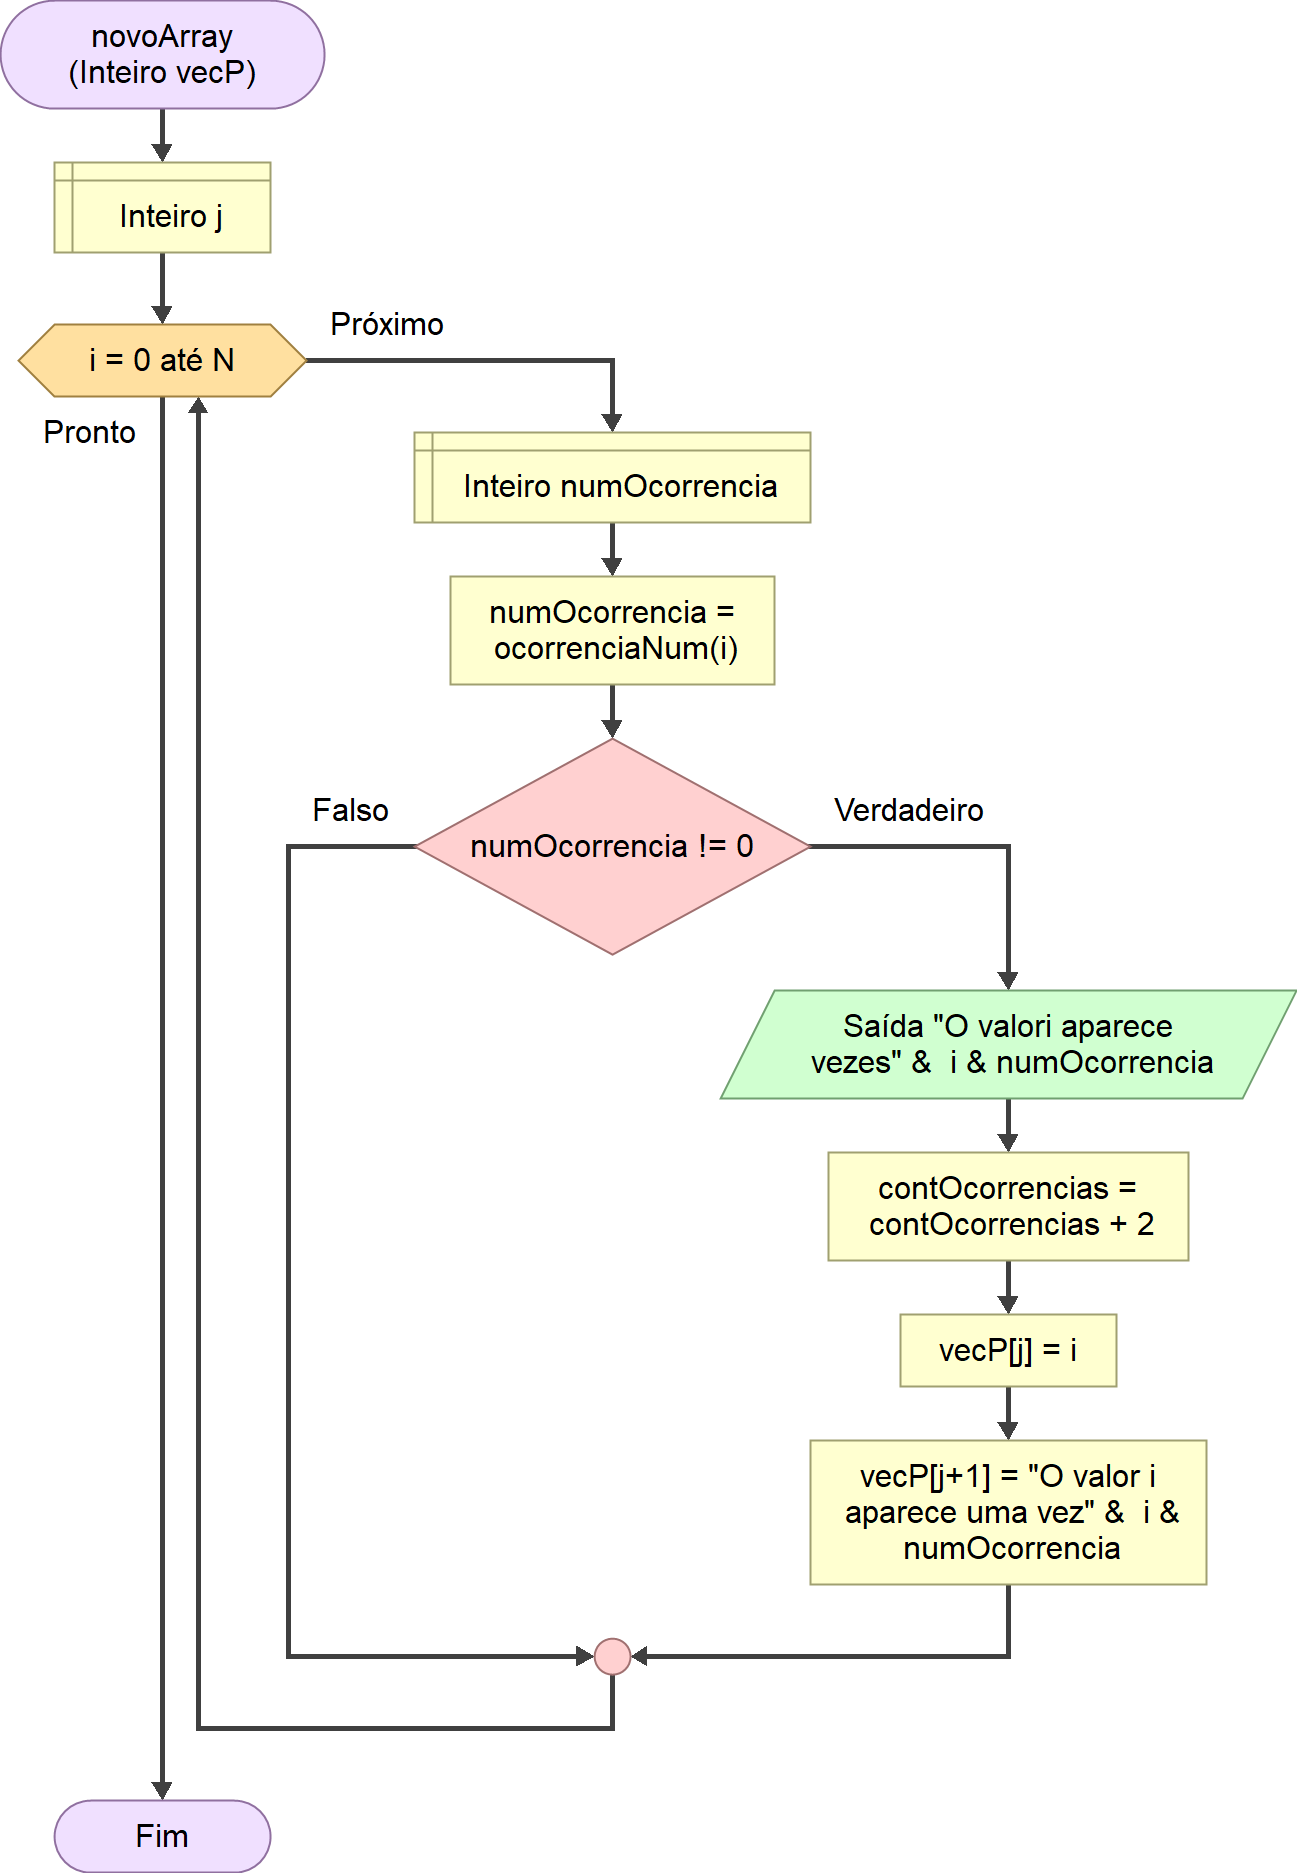 novoArray
(Inteiro vecP)
Inteiro j
i = 0 até N
Próximo
Pronto
Inteiro numOcorrencia
numOcorrencia =
ocorrenciaNum(i)
numOcorrencia != 0
Falso
Verdadeiro
Saída "O valori aparece
vezes" &  i & numOcorrencia
contOcorrencias =
contOcorrencias + 2
vecP[j] = i
vecP[j+1] = "O valor i
aparece uma vez" &  i &
numOcorrencia
Fim